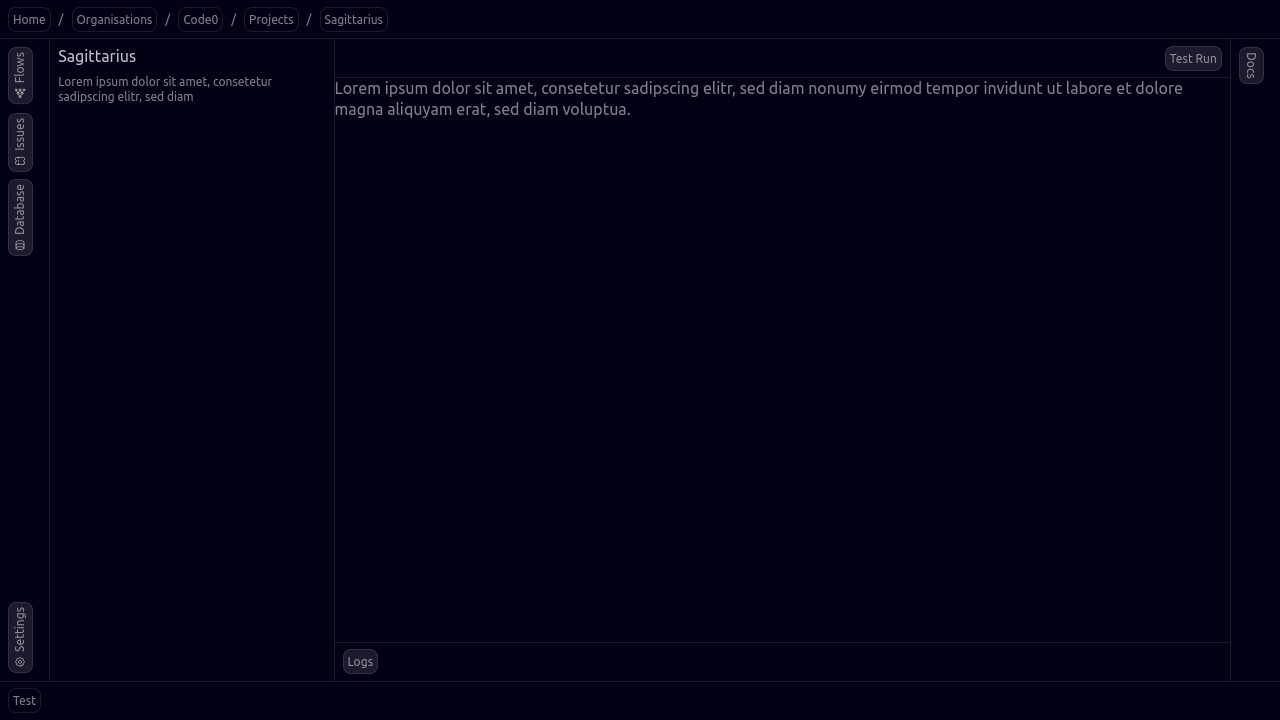 Home / Organisations / Code0 / Projects / Sagittarius
Flows
Issues
Database
Settings
Sagittarius
Lorem ipsum dolor sit amet, consetetur
sadipscing elitr, sed diam
Test Run
Lorem ipsum dolor sit amet, consetetur sadipscing elitr, sed diam nonumy eirmod tempor invidunt ut labore et dolore
magna aliquyam erat, sed diam voluptua.
Logs
Docs
Test